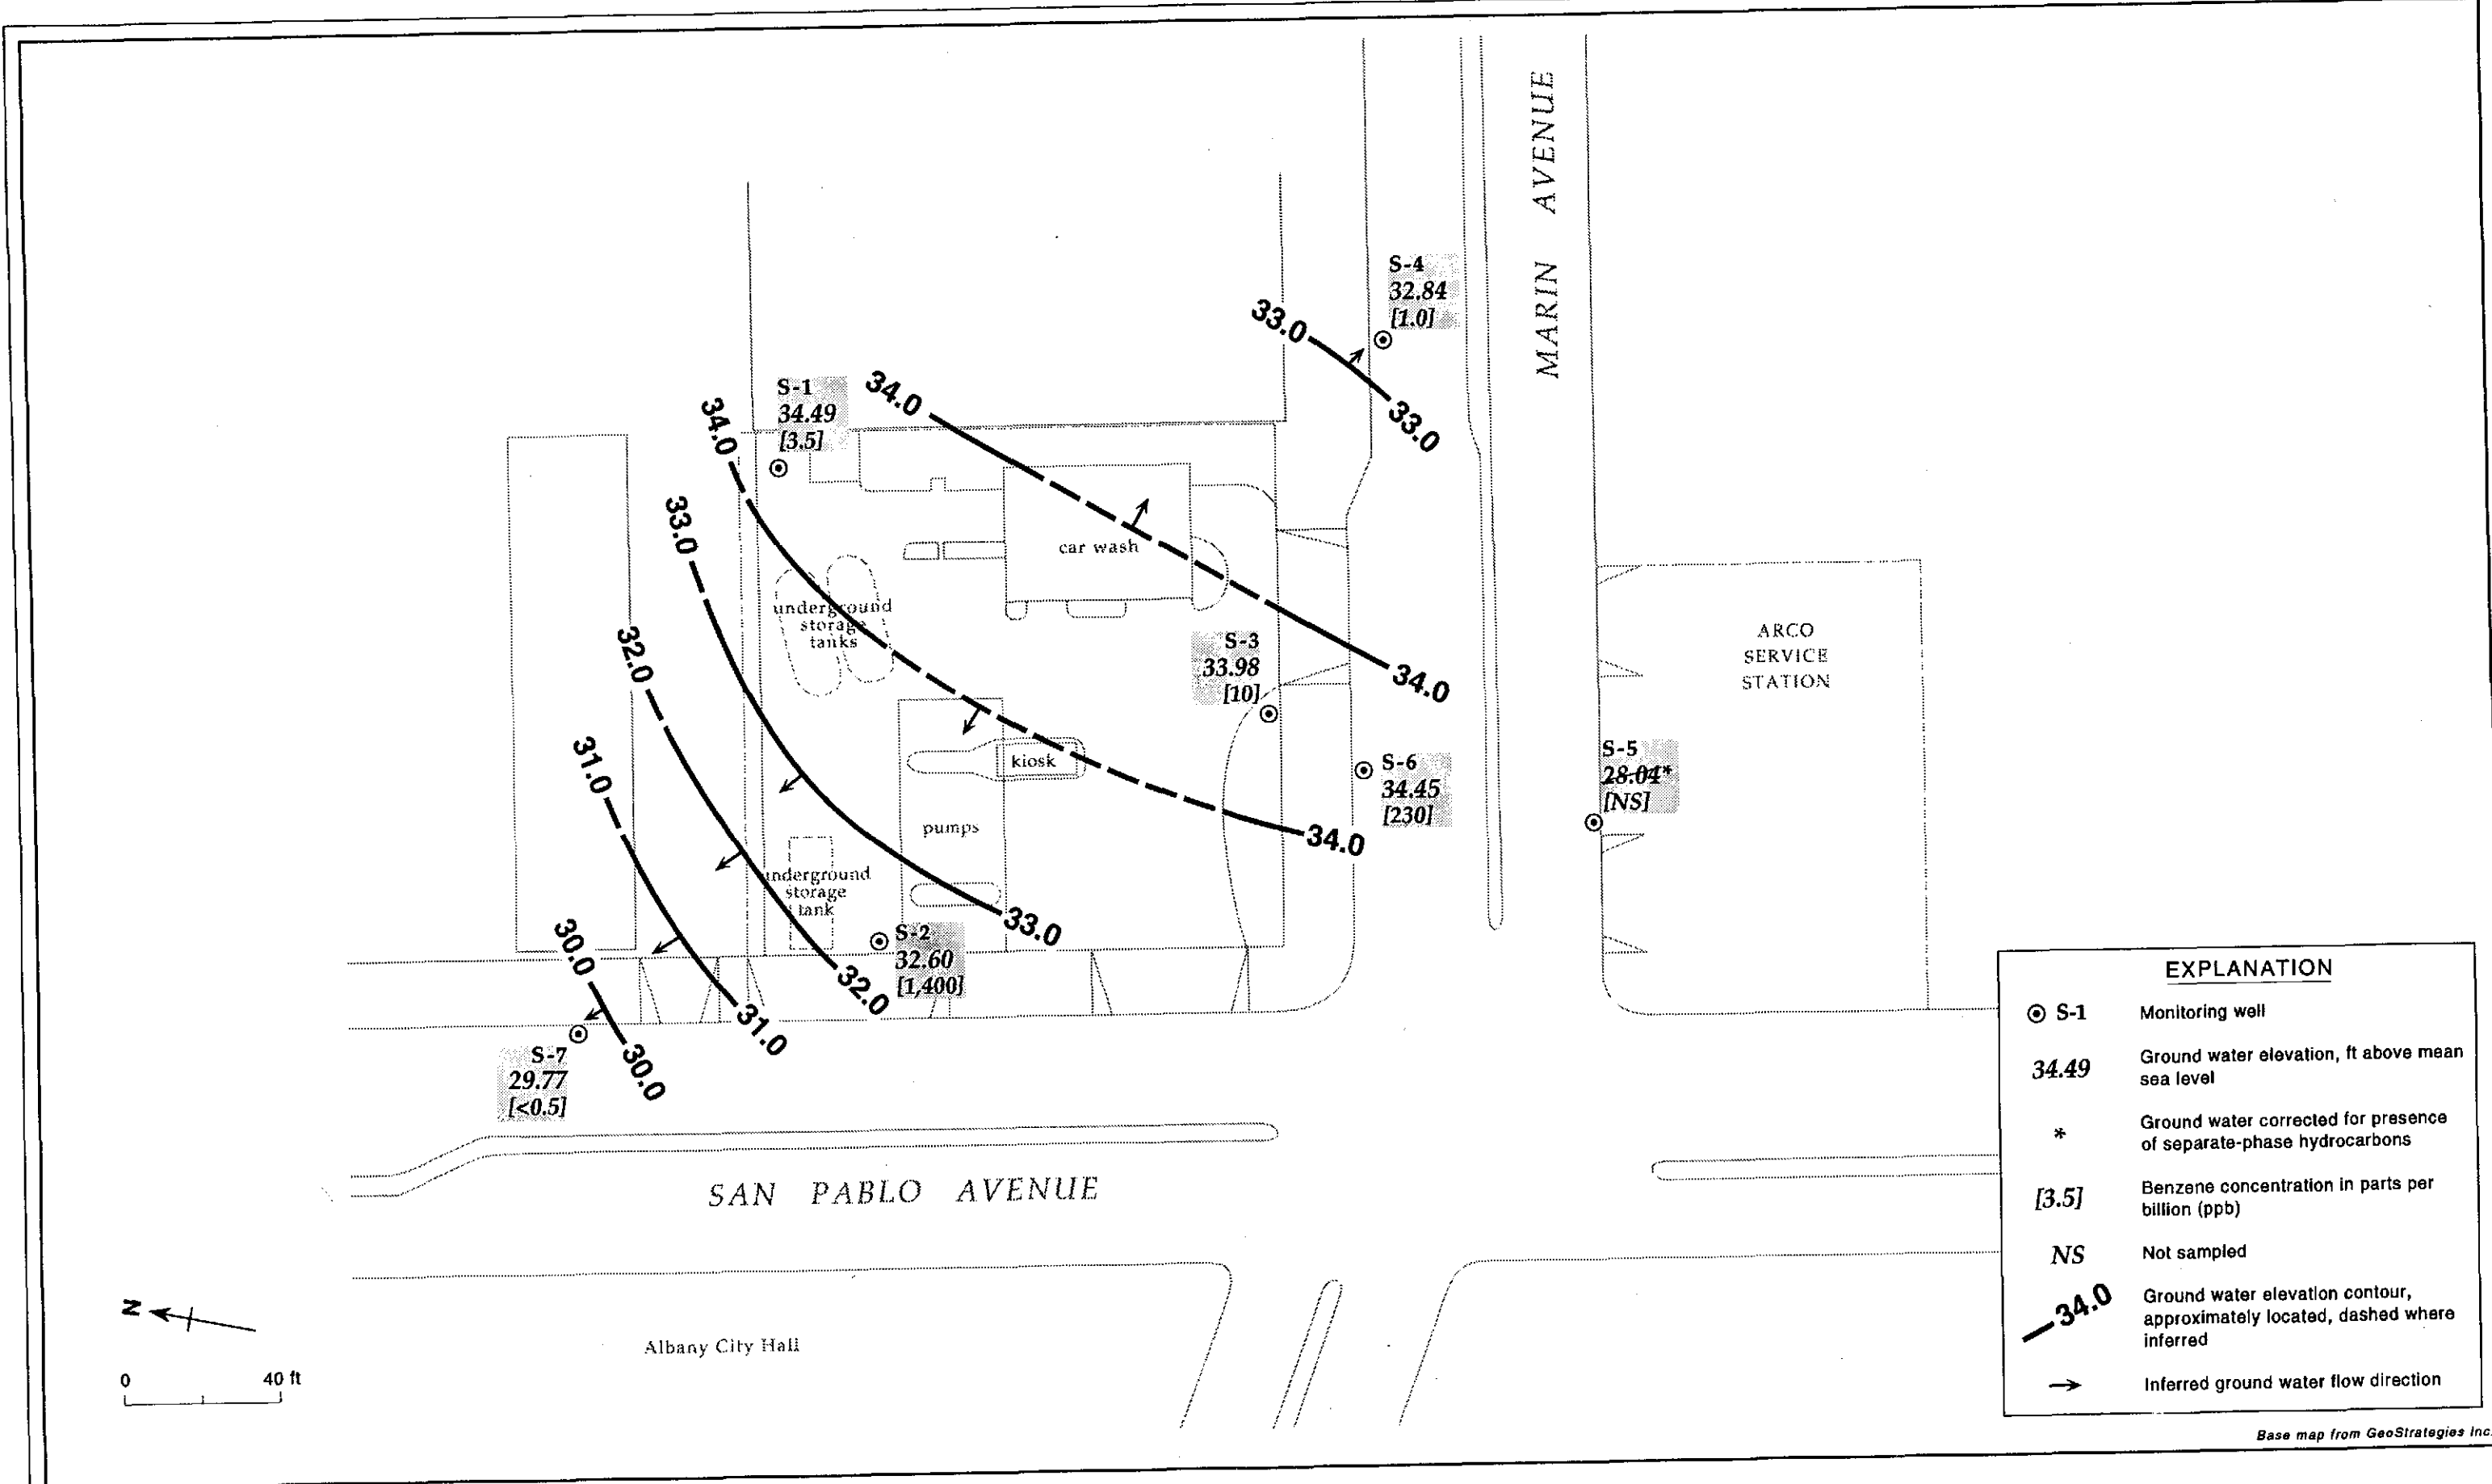 MARIN AVENUE
S-4
32.84
[1.0]
33.0
33.0
S-1
34.49
[3.5]
34.0
34.0
33.0
car wash
underground
storage
tanks
32.0
S-3
33.98
[10]
34.0
ARCO
SERVICE
STATION
31.0
kiosk
S-6
34.45
[230]
S-5
28.04*
[NS]
pumps
34.0
underground
storage
tank
30.0
S-2
32.60
[1,400]
33.0
32.0
31.0
30.0
S-7
29.77
[<0.5]
SAN PABLO AVENUE
Albany City Hall
N
0 40 ft
EXPLANATION
S-1 Monitoring well
34.49 Ground water elevation, ft above mean
sea level
* Ground water corrected for presence
of separate-phase hydrocarbons
[3.5] Benzene concentration in parts per
billion (ppb)
NS Not sampled
34.0 Ground water elevation contour,
approximately located, dashed where
inferred
Inferred ground water flow direction
Base map from GeoStrategies Inc.